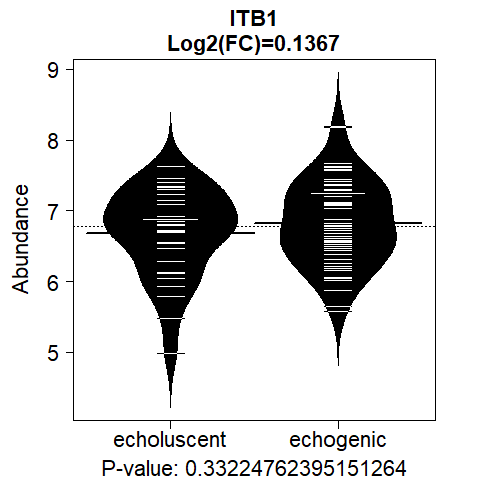 ITB1
Log2(FC)=0.1367
Abundance
9
8
7
6
5
echoluscent echogenic
P-value: 0.33224762395151264